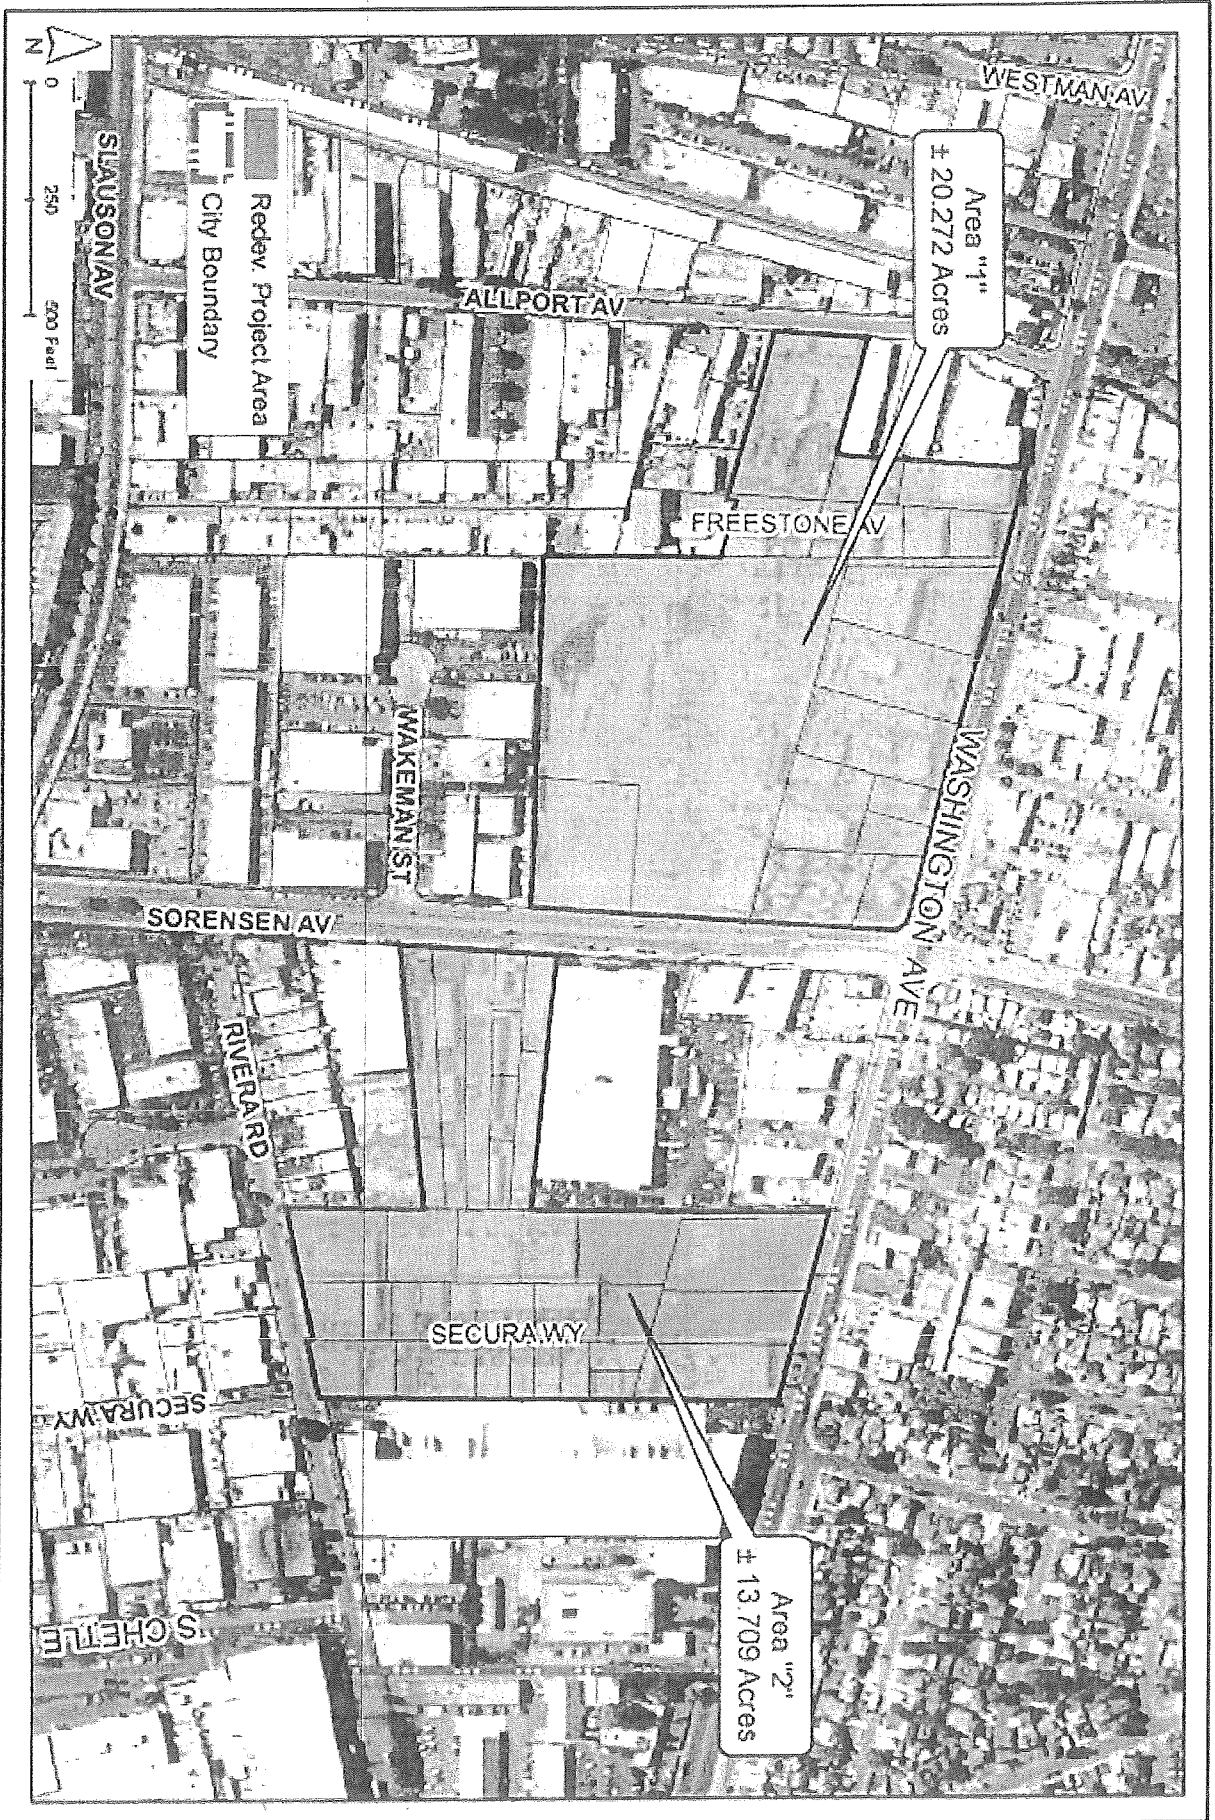 WESTMAN AV
Area "1"
± 20.272 Acres
ALLPORT AV
FREESTONE AV
WASHINGTON AVE
WAKEMAN ST
SORENSEN AV
RIVERA RD
SECURA WY
SECURA WY
S CHETLE
Area "2"
± 13.709 Acres
SLAUSON AV
Redev. Project Area
City Boundary
N
0
250
500 Feet